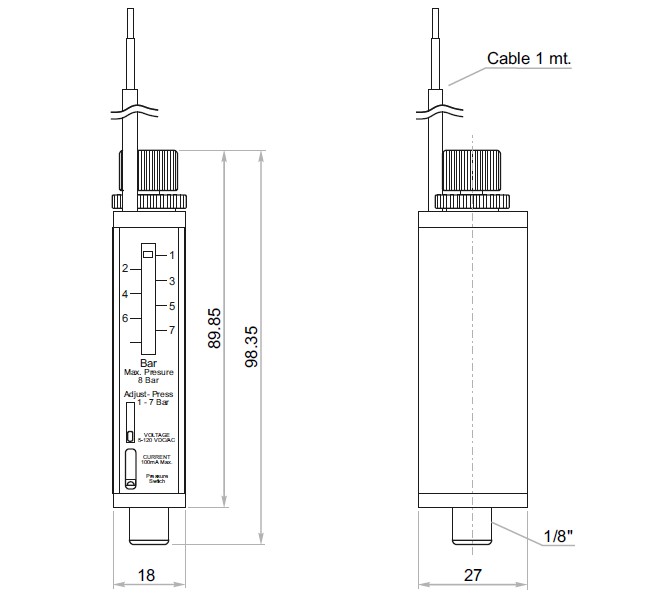 Cable 1 mt.
1
2
3
4
5
6
7
Bar
Max. Presure
8 Bar
Adjust- Press
1 - 7 Bar
VOLTAGE
5-120 VDC/AC
CURRENT
100mA Max.
Pressure
Switch
89.85
98.35
1/8"
18
27